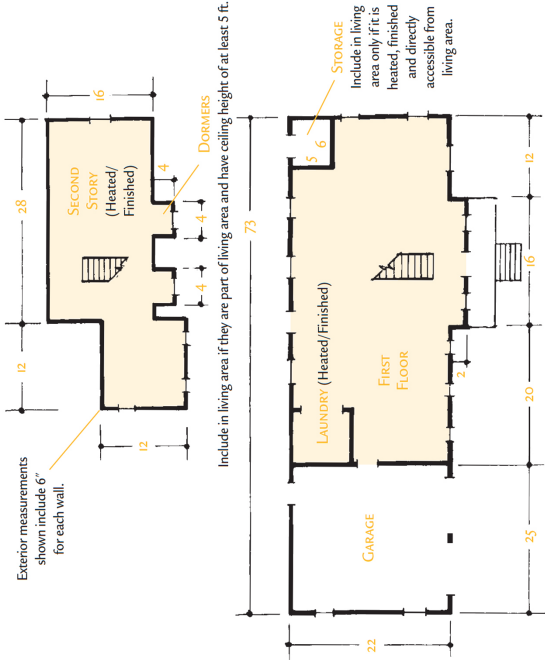 Exterior measurements
shown include 6”
for each wall.
12
28
12
16
Second
Story
(Heated/
Finished)
4
4
4
Dormers
Include in living area if they are part of living area and have ceiling height of at least 5 ft.
73
22
25
20
16
12
2
Garage
Laundry (Heated/Finished)
First
Floor
5
6
Storage
Include in living
area only if it is
heated, finished
and directly
accessible from
living area.